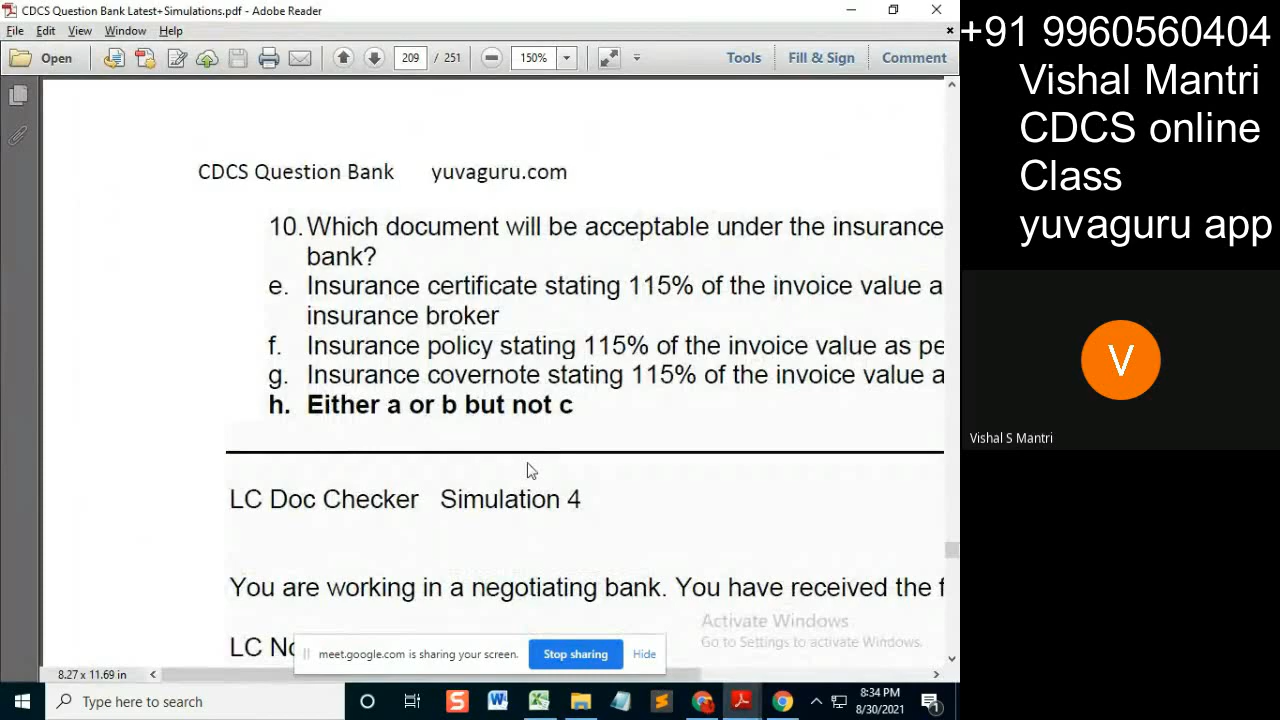 CDCS Question Bank Latest+Simulations.pdf - Adobe Reader
File Edit View Window Help
Open 209 / 251 150% Tools Fill & Sign Comment
CDCS Question Bank yuvaguru.com
10. Which document will be acceptable under the insurance
bank?
e. Insurance certificate stating 115% of the invoice value a
insurance broker
f. Insurance policy stating 115% of the invoice value as pe
g. Insurance covernote stating 115% of the invoice value a
h. Either a or b but not c
LC Doc Checker Simulation 4
You are working in a negotiating bank. You have received the f
Activate Windows
Go to Settings to activate Windows.
LC No
meet.google.com is sharing your screen. Stop sharing Hide
8.27 x 11.69 in
Type here to search
8:34 PM
8/30/2021
+91 9960560404
Vishal Mantri
CDCS online
Class
yuvaguru app
V
Vishal S Mantri